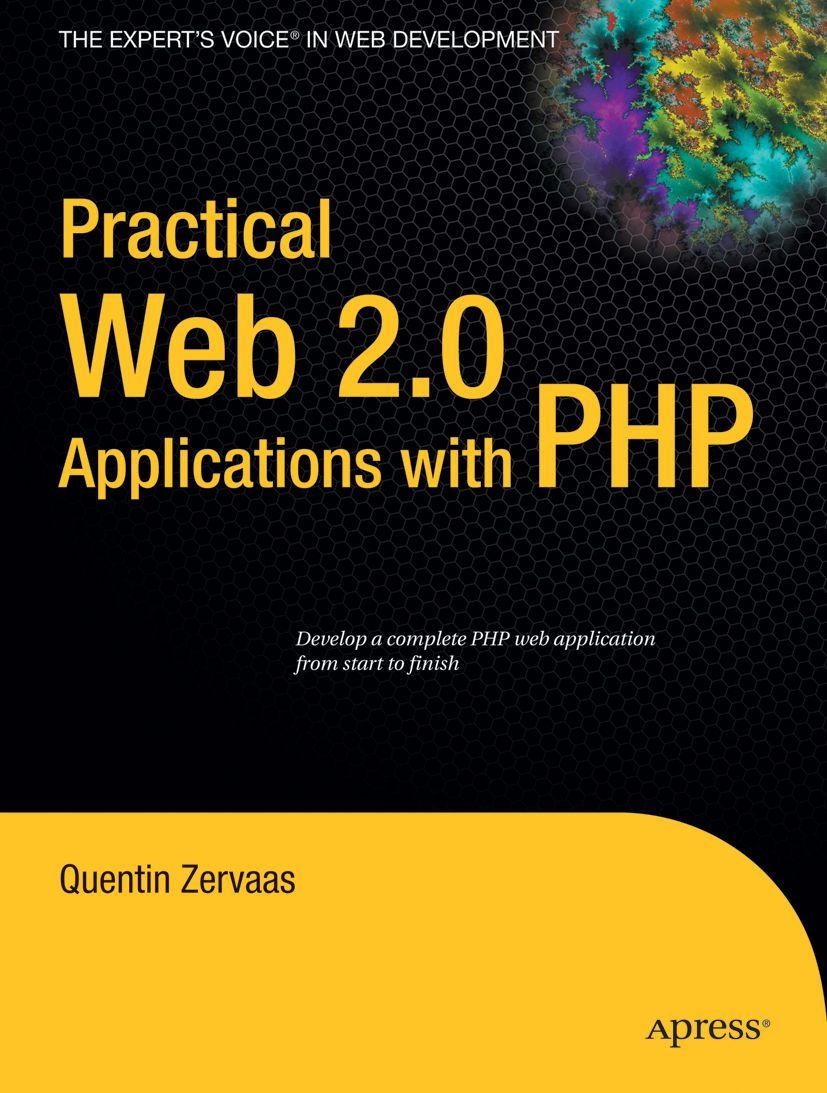 THE EXPERT'S VOICE® IN WEB DEVELOPMENT
Practical
Web 2.0
Applications with PHP
Develop a complete PHP web application
from start to finish
Quentin Zervaas
Apress®